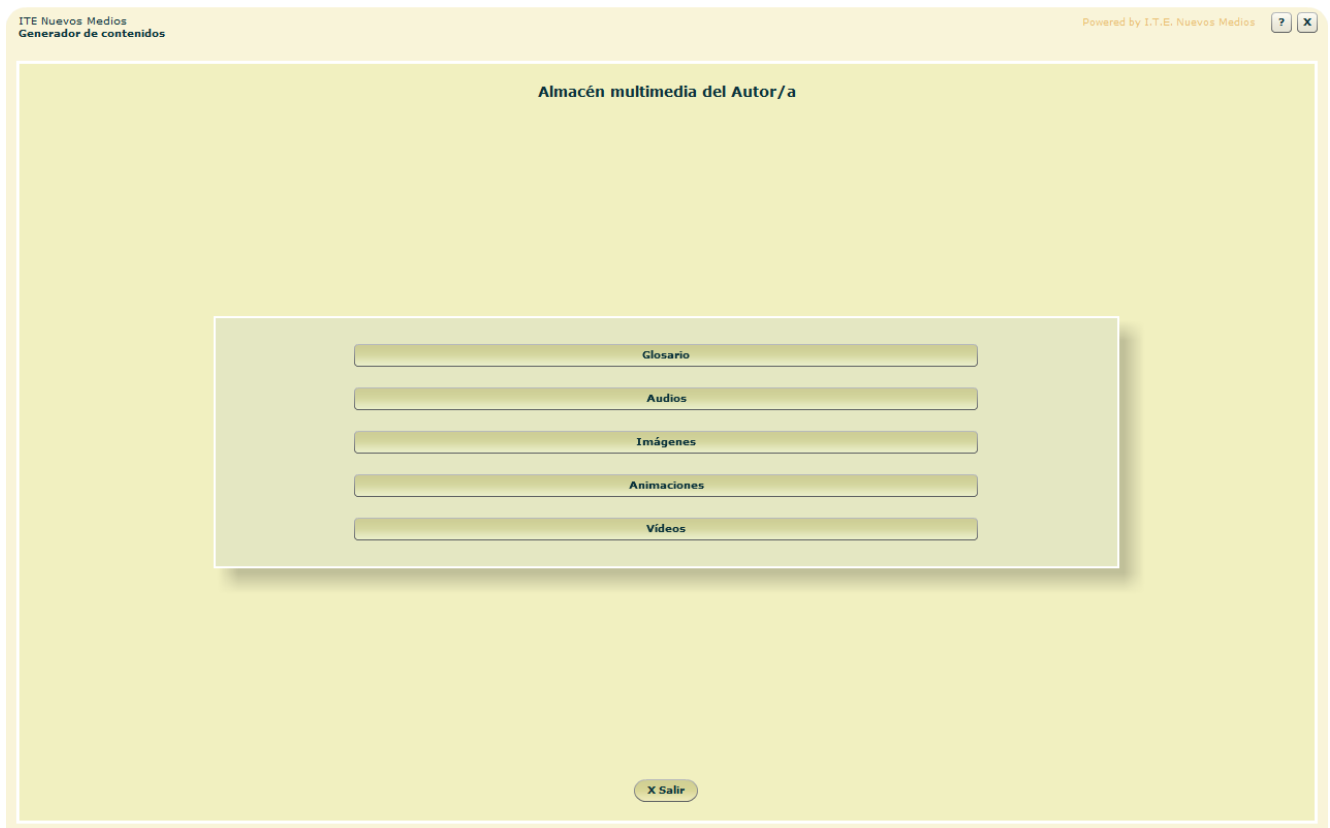 ITE Nuevos Medios
Generador de contenidos
Powered by I.T.E. Nuevos Medios
?
X
Almacén multimedia del Autor/a
Glosario
Audios
Imágenes
Animaciones
Vídeos
X Salir